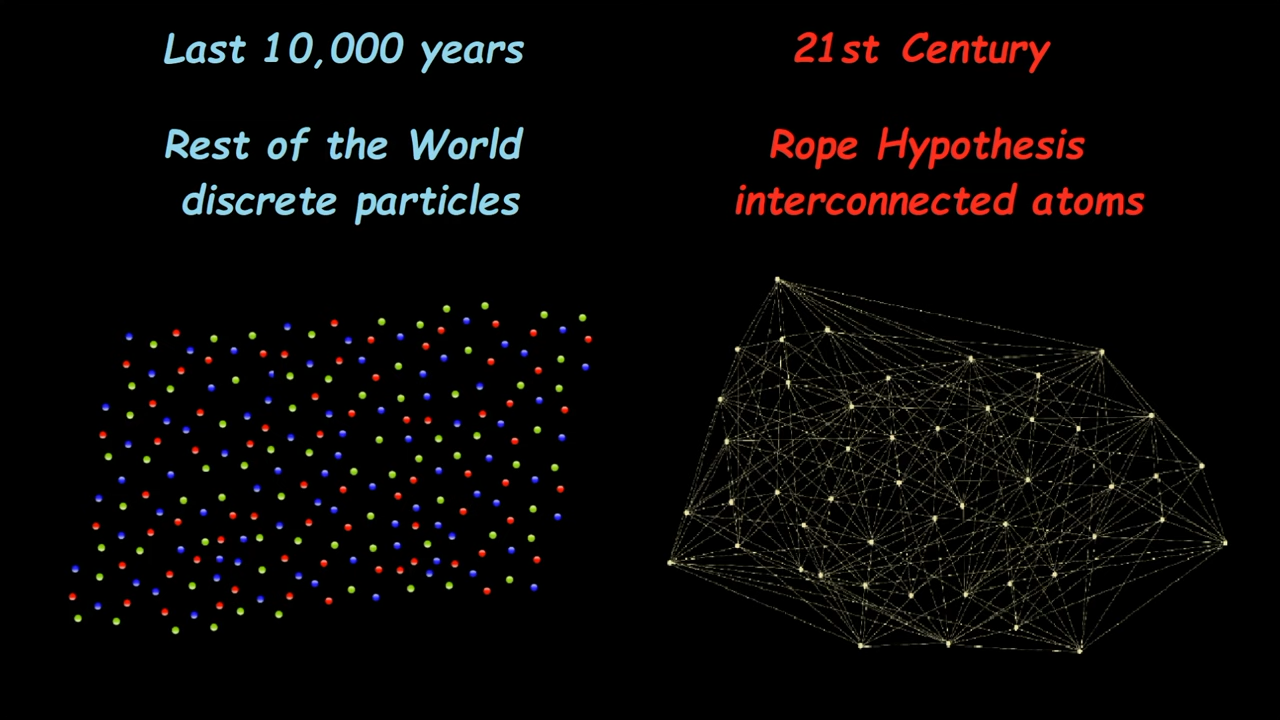 Last 10,000 years
Rest of the World
discrete particles
21st Century
Rope Hypothesis
interconnected atoms